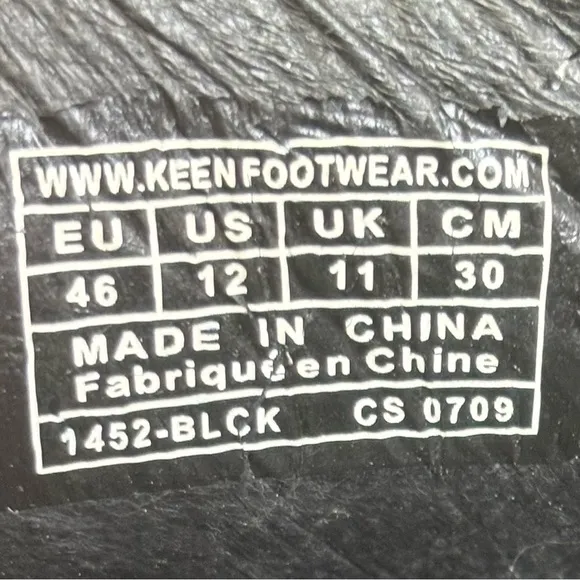 WWW.KEENFOOTWEAR.COM
EU US UK CM
46 12 11 30
MADE IN CHINA
Fabriqué en Chine
1452-BLCK CS 0709